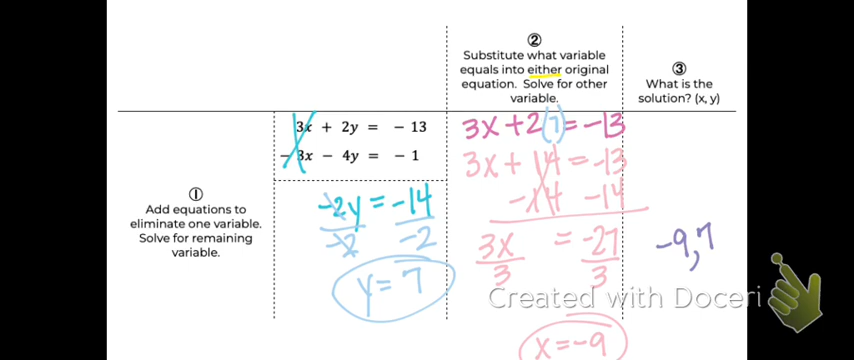 ②
Substitute what variable
equals into either original
equation. Solve for other
variable.
③
What is the
solution? (x, y)
①
Add equations to
eliminate one variable.
Solve for remaining
variable.
3x + 2y = - 13
- 3x - 4y = - 1
-2y = -14
-2 -2
y = 7
3x + 2(7) = -13
3x + 14 = -13
-14 -14
3x = -27
3 3
x = -9
-9, 7
Created with Doceri